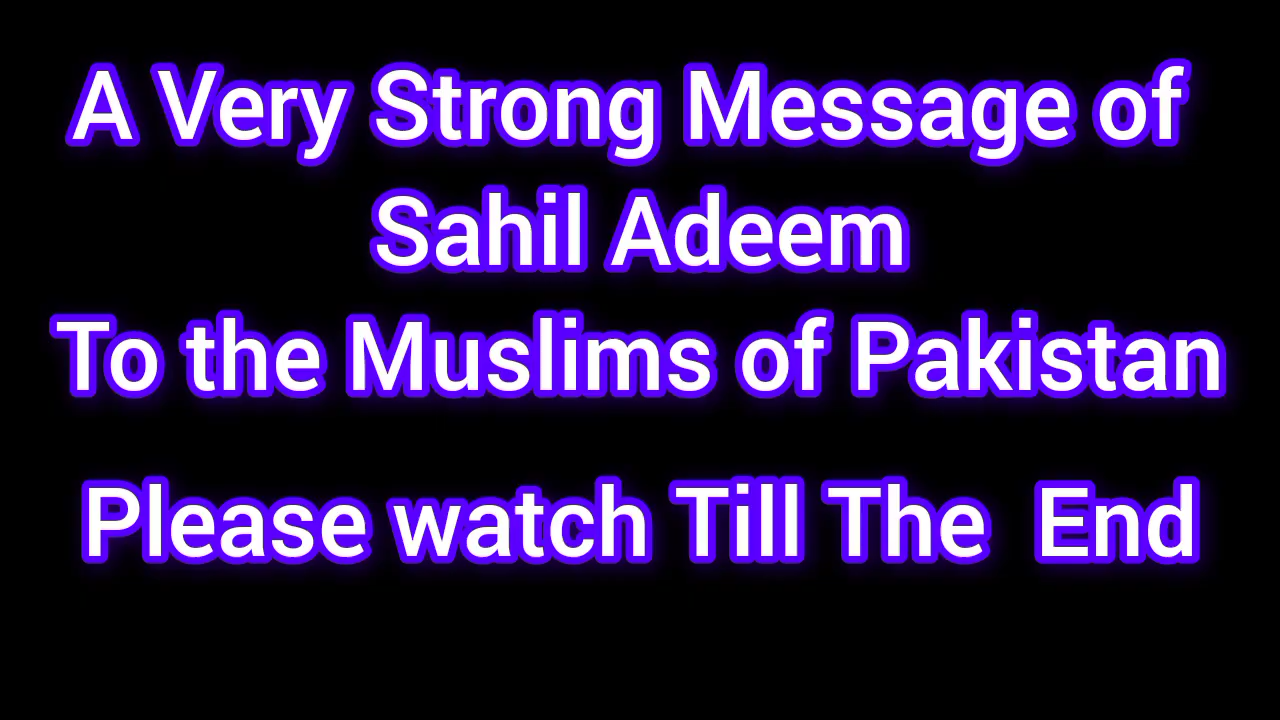 A Very Strong Message of
Sahil Adeem
To the Muslims of Pakistan
Please watch Till The End